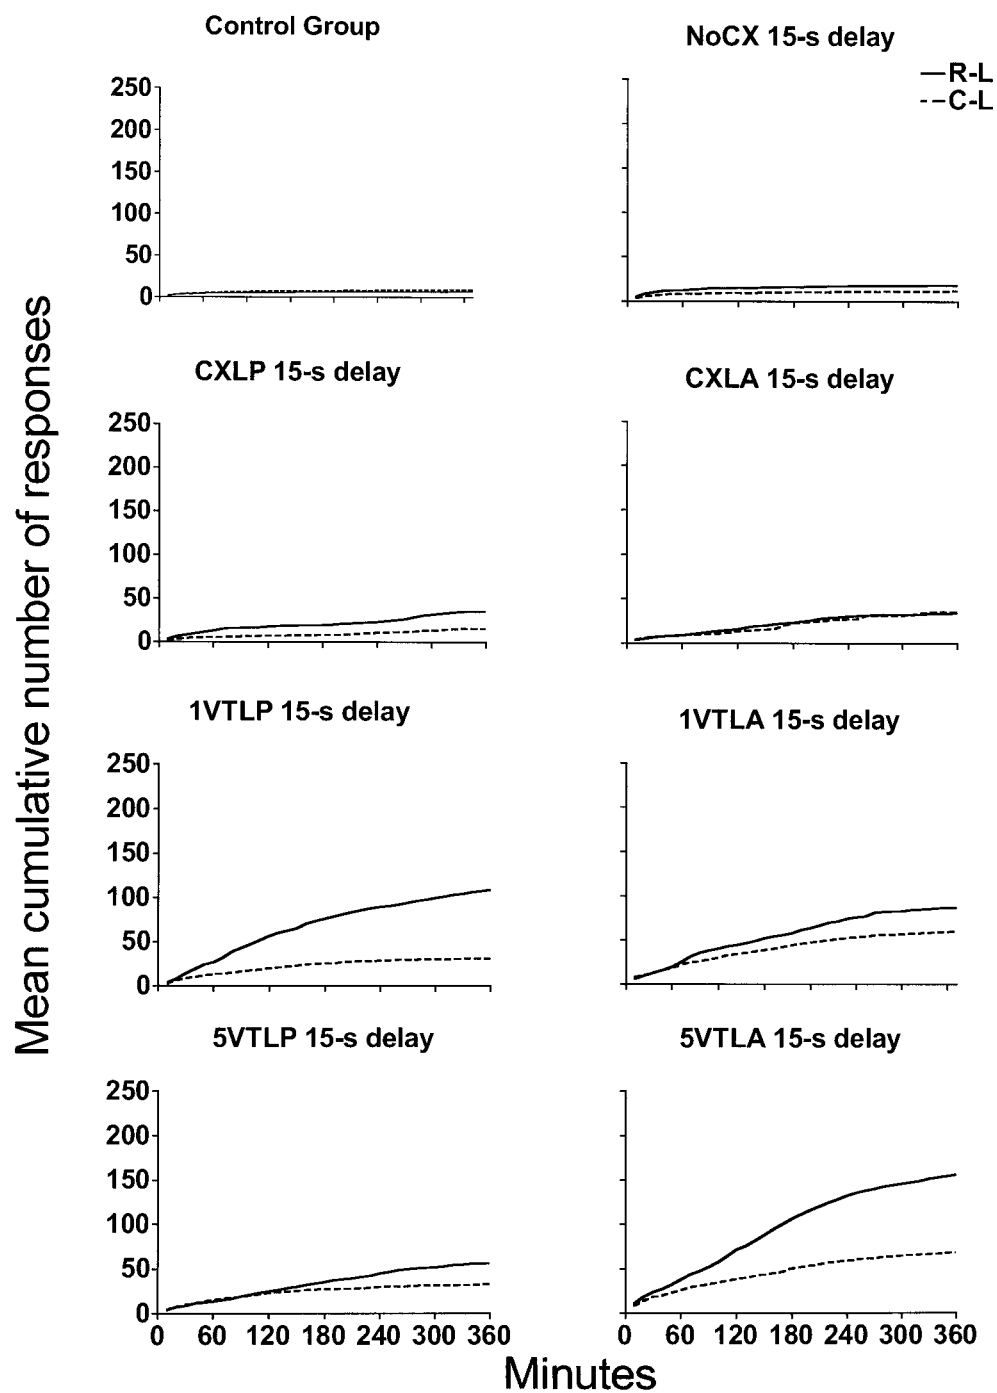 Control Group
NoCX 15-s delay
R-L
C-L
250
200
150
100
50
0
CXLP 15-s delay
CXLA 15-s delay
250
200
150
100
50
0
1VTLP 15-s delay
1VTLA 15-s delay
250
200
150
100
50
0
5VTLP 15-s delay
5VTLA 15-s delay
250
200
150
100
50
0
0 60 120 180 240 300 360
0 60 120 180 240 300 360
Mean cumulative number of responses
Minutes